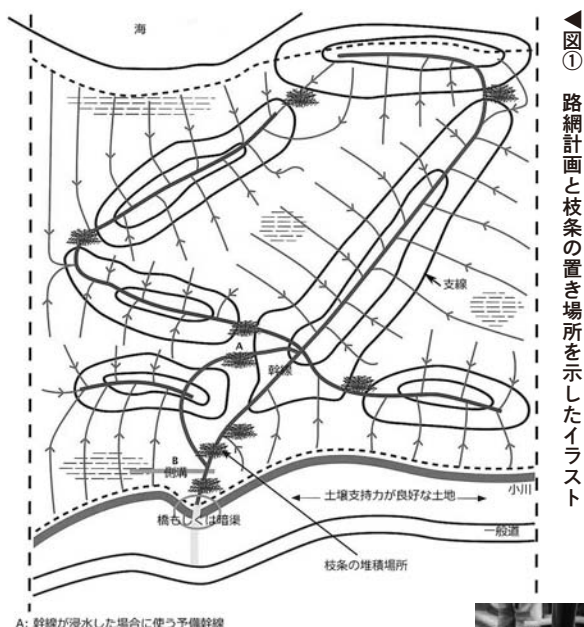 ▲図① 路網計画と枝条の置き場所を示したイラスト
海
支線
A
幹線
B
側溝
橋もしくは暗渠
土壌支持力が良好な土地
小川
一般道
枝条の堆積場所
A: 幹線が浸水した場合に使う予備幹線